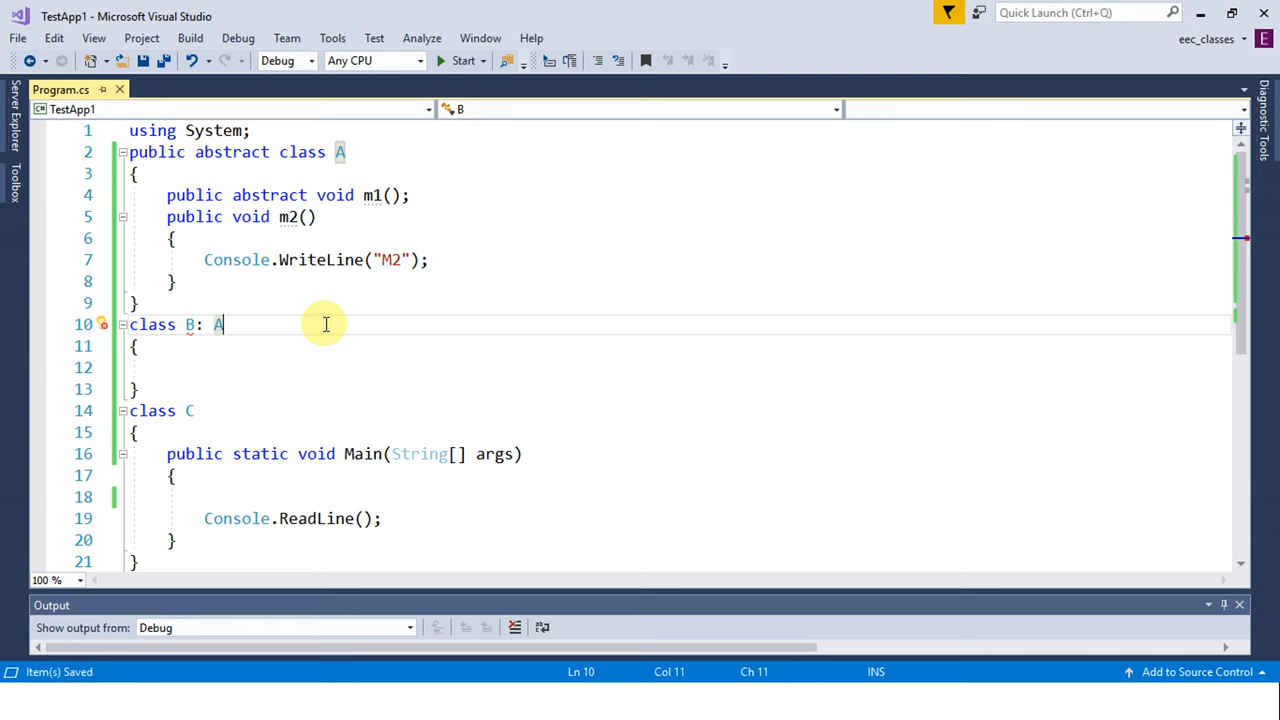 TestApp1 - Microsoft Visual Studio
Quick Launch (Ctrl+Q)
File Edit View Project Build Debug Team Tools Test Analyze Window Help
eec_classes E
Debug Any CPU Start
Server Explorer
Toolbox
Diagnostic Tools
Program.cs
TestApp1 B
1 using System;
2 public abstract class A
3 {
4 public abstract void m1();
5 public void m2()
6 {
7 Console.WriteLine("M2");
8 }
9 }
10 class B: A
11 {
12
13 }
14 class C
15 {
16 public static void Main(String[] args)
17 {
18
19 Console.ReadLine();
20 }
21 }
100 %
Output
Show output from: Debug
Item(s) Saved Ln 10 Col 11 Ch 11 INS Add to Source Control